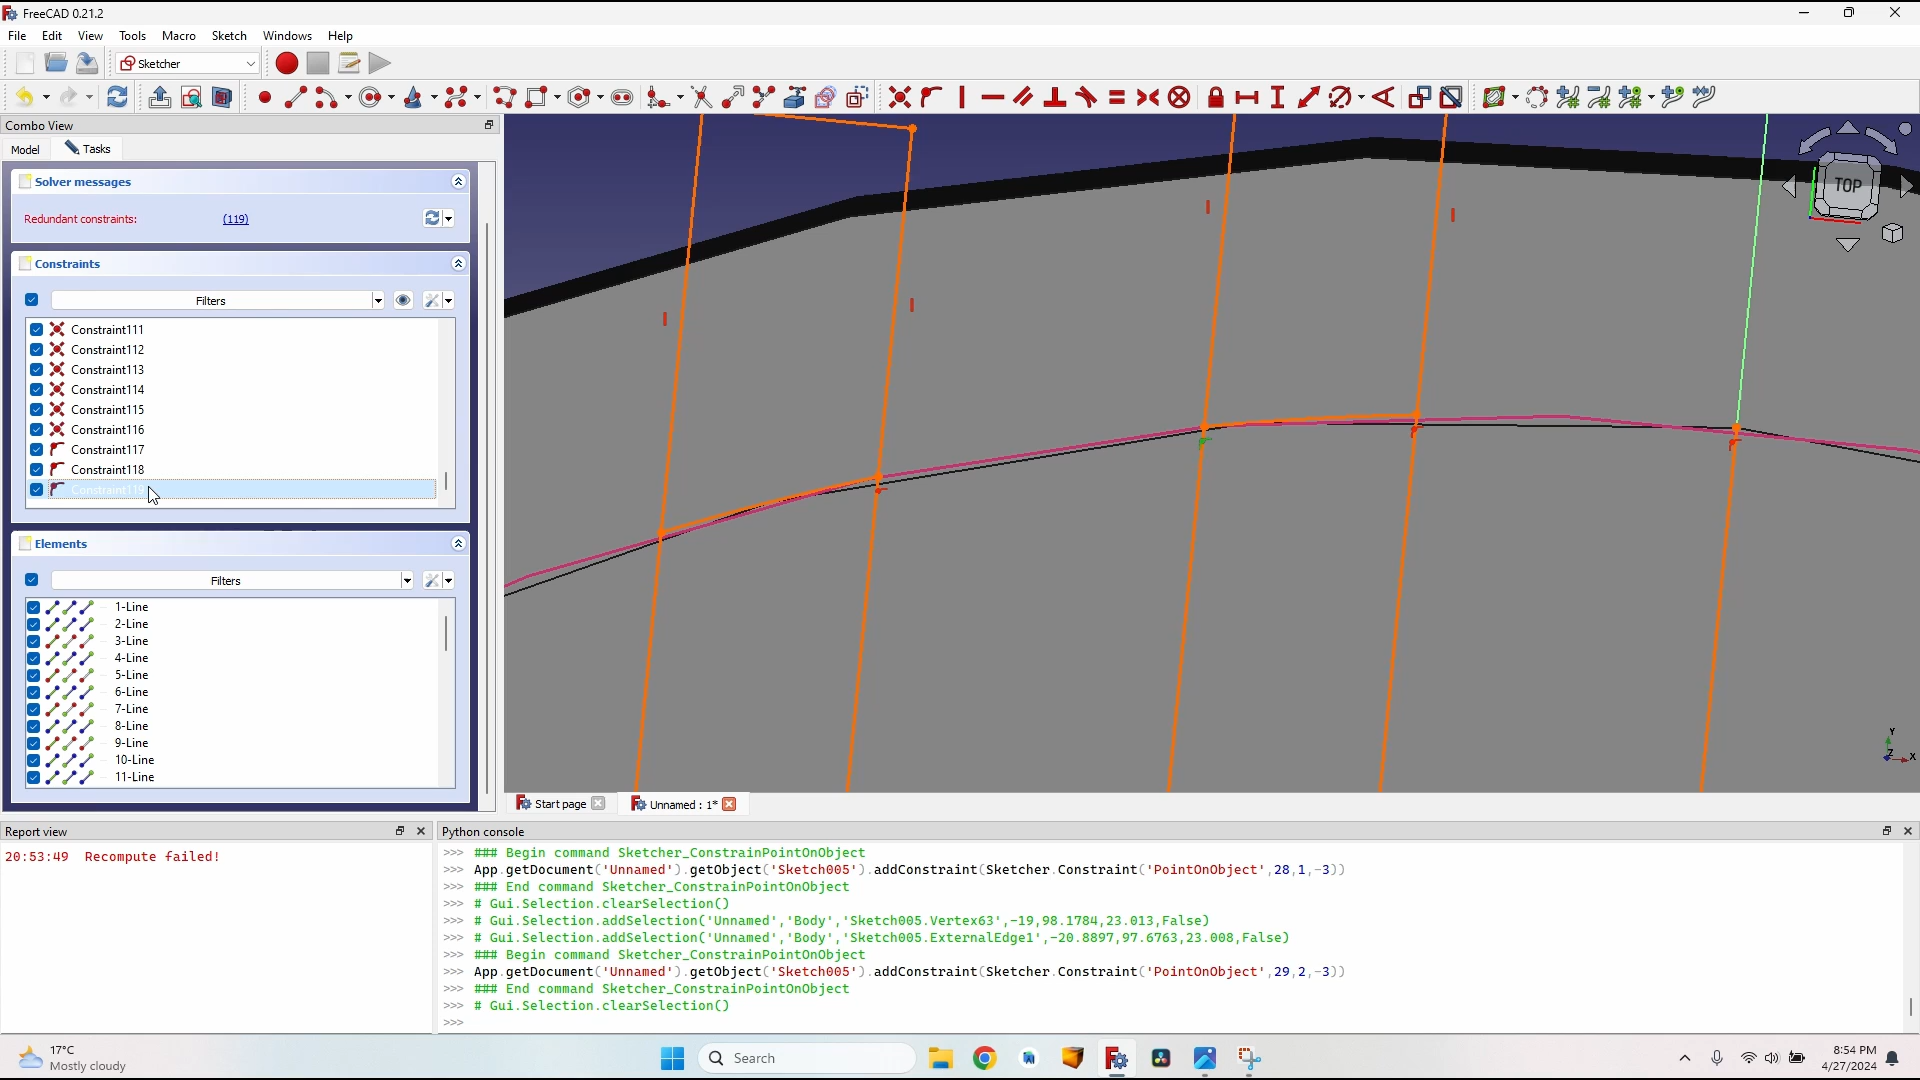 FreeCAD 0.21.2
File Edit View Tools Macro Sketch Windows Help
Sketcher
Combo View
Model Tasks
Solver messages
Redundant constraints: (119)
Constraints
Filters
Constraint111
Constraint112
Constraint113
Constraint114
Constraint115
Constraint116
Constraint117
Constraint118
Constraint119
Elements
Filters
1-Line
2-Line
3-Line
4-Line
5-Line
6-Line
7-Line
8-Line
9-Line
10-Line
11-Line
TOP
Y
Z
X
Start page
Unnamed : 1*
Report view
20:53:49 Recompute failed!
Python console
>>> ### Begin command Sketcher_ConstrainPointOnObject
>>> App.getDocument('Unnamed').getObject('Sketch005').addConstraint(Sketcher.Constraint('PointOnObject',28,1,-3))
>>> ### End command Sketcher_ConstrainPointOnObject
>>> # Gui.Selection.clearSelection()
>>> # Gui.Selection.addSelection('Unnamed','Body','Sketch005.Vertex63',-19,98.1784,23.013,False)
>>> # Gui.Selection.addSelection('Unnamed','Body','Sketch005.ExternalEdge1',-20.8897,97.6763,23.008,False)
>>> ### Begin command Sketcher_ConstrainPointOnObject
>>> App.getDocument('Unnamed').getObject('Sketch005').addConstraint(Sketcher.Constraint('PointOnObject',29,2,-3))
>>> ### End command Sketcher_ConstrainPointOnObject
>>> # Gui.Selection.clearSelection()
>>>
17°C
Mostly cloudy
Search
8:54 PM
4/27/2024